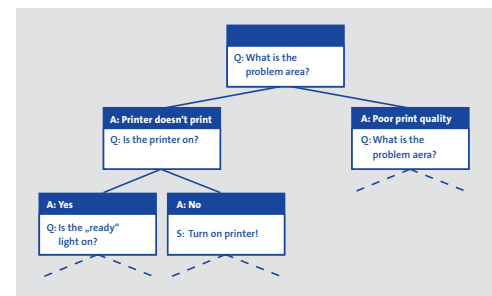 Q: What is the
problem area?
A: Printer doesn't print
Q: Is the printer on?
A: Poor print quality
Q: What is the
problem aera?
A: Yes
Q: Is the „ready“
light on?
A: No
S: Turn on printer!